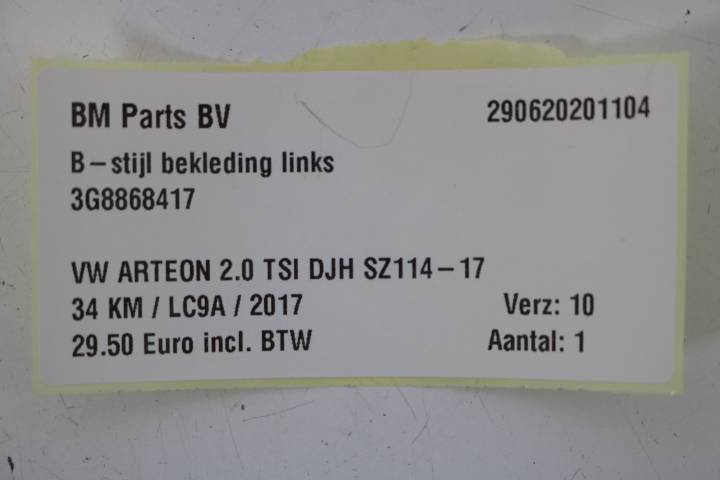 BM Parts BV 290620201104
B-stijl bekleding links
3G8868417
VW ARTEON 2.0 TSI DJH SZ114-17
34 KM / LC9A / 2017 Verz: 10
29.50 Euro incl. BTW Aantal: 1